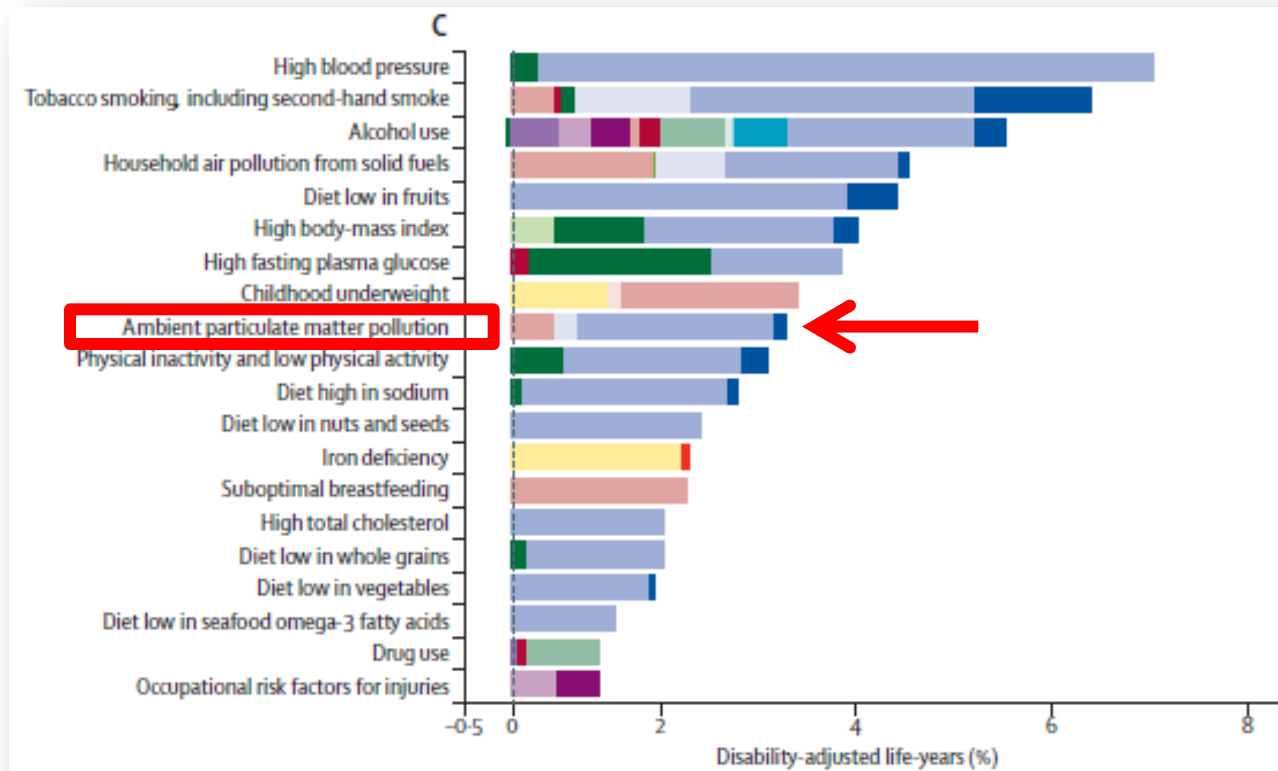 C
High blood pressure
Tobacco smoking, including second-hand smoke
Alcohol use
Household air pollution from solid fuels
Diet low in fruits
High body-mass index
High fasting plasma glucose
Childhood underweight
Ambient particulate matter pollution
Physical inactivity and low physical activity
Diet high in sodium
Diet low in nuts and seeds
Iron deficiency
Suboptimal breastfeeding
High total cholesterol
Diet low in whole grains
Diet low in vegetables
Diet low in seafood omega-3 fatty acids
Drug use
Occupational risk factors for injuries
-0·5 0 2 4 6 8
Disability-adjusted life-years (%)